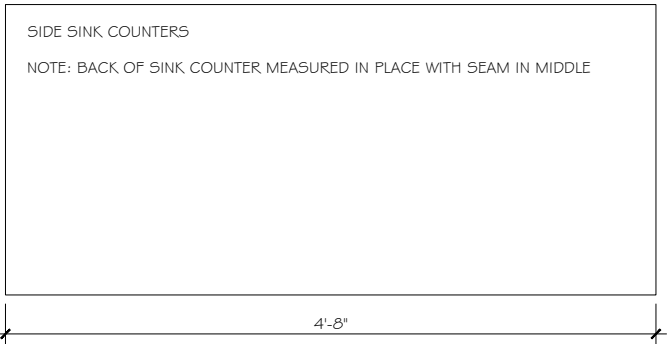 SIDE SINK COUNTERS
NOTE: BACK OF SINK COUNTER MEASURED IN PLACE WITH SEAM IN MIDDLE
4'-8"